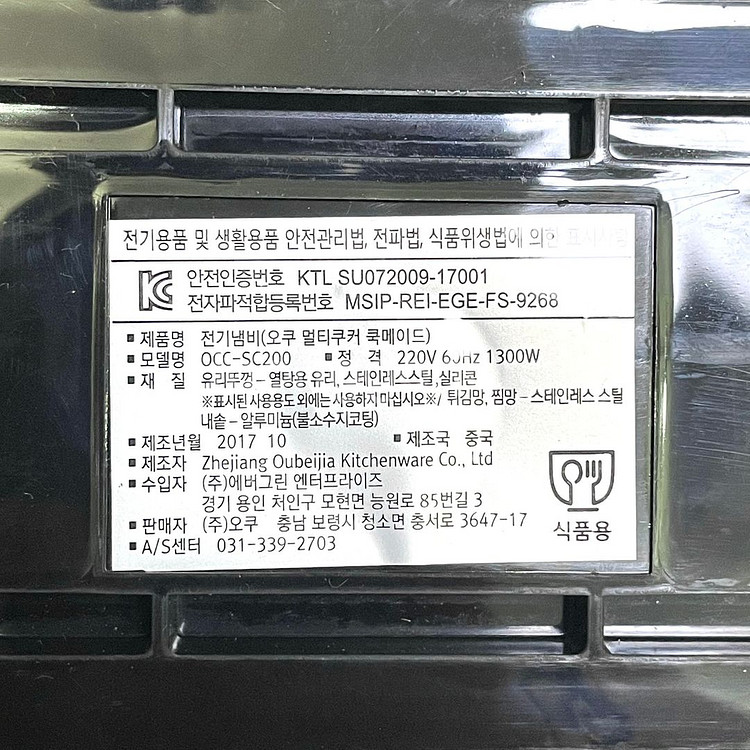 전기용품 및 생활용품 안전관리법, 전파법, 식품위생법에 의한 표시사항
안전인증번호 KTL SU072009-17001
전자파적합등록번호 MSIP-REI-EGE-FS-9268
▪ 제품명 전기냄비(오쿠 멀티쿠커 쿡메이드)
▪ 모델명 OCC-SC200 ▪ 정 격 220V 60Hz 1300W
▪ 재 질 유리뚜껑 – 열탕용 유리, 스테인레스스틸, 실리콘
※표시된 사용용도 외에는 사용하지 마십시오※/ 튀김망, 찜망 – 스테인레스 스틸
내솥 – 알루미늄(불소수지코팅)
▪ 제조년월 2017 10 ▪ 제조국 중국
▪ 제조자 Zhejiang Oubeijia Kitchenware Co., Ltd
▪ 수입자 (주)에버그린 엔터프라이즈
경기 용인 처인구 모현면 능원로 85번길 3
▪ 판매자 (주)오쿠 충남 보령시 청소면 충서로 3647-17
▪ A/S센터 031-339-2703
식품용